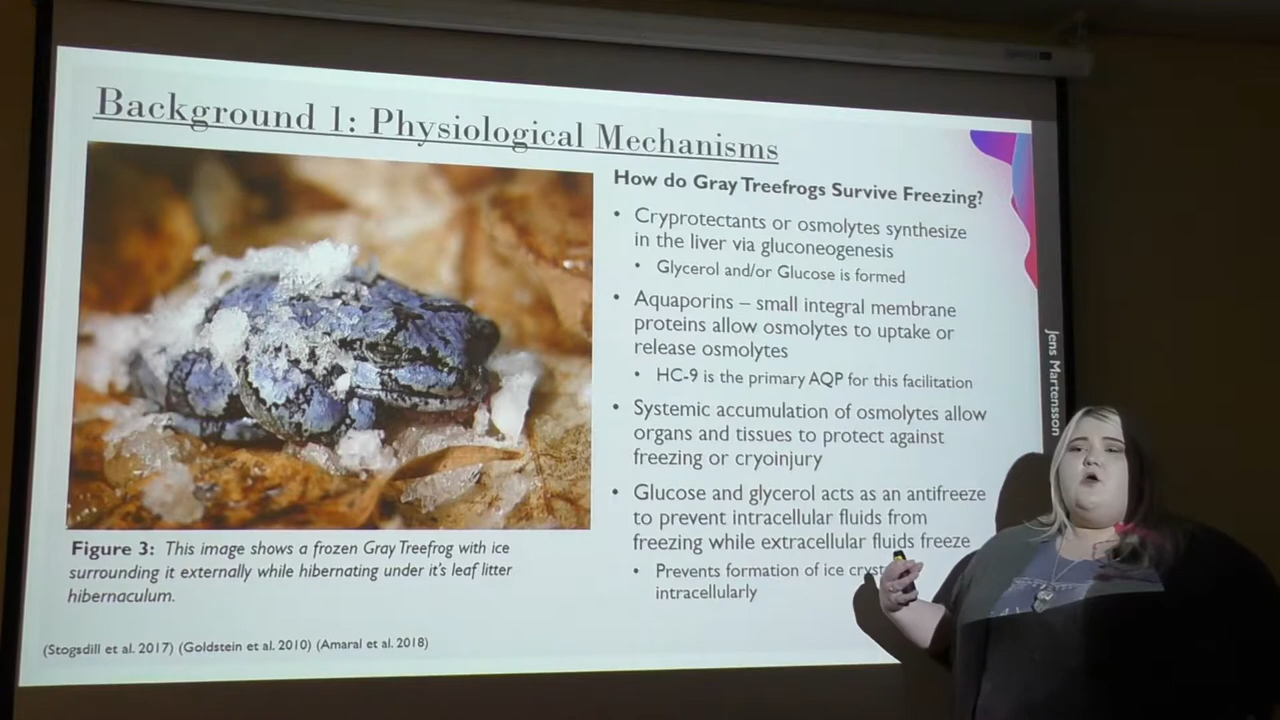 Background 1: Physiological Mechanisms
How do Gray Treefrogs Survive Freezing?
• Cryprotectants or osmolytes synthesize
in the liver via gluconeogenesis
• Glycerol and/or Glucose is formed
• Aquaporins – small integral membrane
proteins allow osmolytes to uptake or
release osmolytes
• HC-9 is the primary AQP for this facilitation
• Systemic accumulation of osmolytes allow
organs and tissues to protect against
freezing or cryoinjury
• Glucose and glycerol acts as an antifreeze
to prevent intracellular fluids from
freezing while extracellular fluids freeze
• Prevents formation of ice
intracellularly
Figure 3: This image shows a frozen Gray Treefrog with ice
surrounding it externally while hibernating under it's leaf litter
hibernaculum.
(Stogsdill et al. 2017) (Goldstein et al. 2010) (Amaral et al. 2018)
Jens Martensson